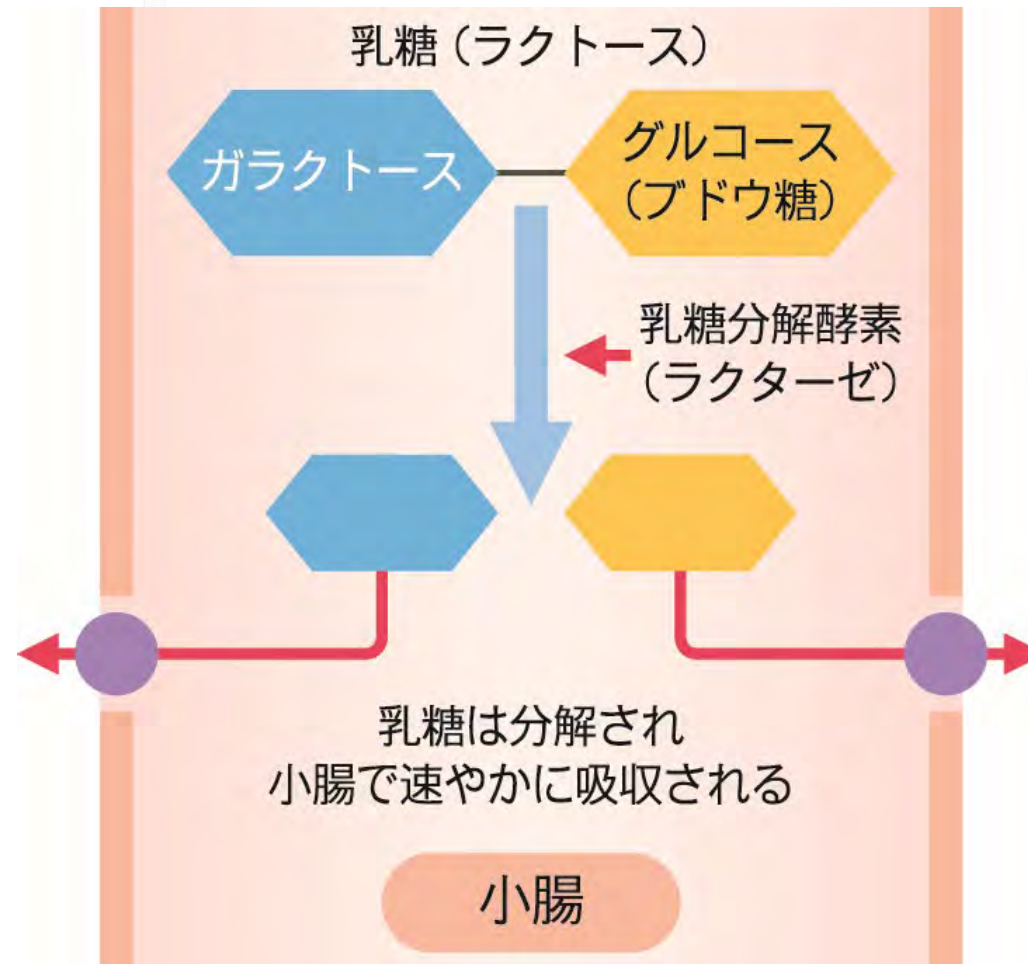 乳糖（ラクトース）
ガラクトース
グルコース
（ブドウ糖）
乳糖分解酵素
（ラクターゼ）
乳糖は分解され
小腸で速やかに吸収される
小腸